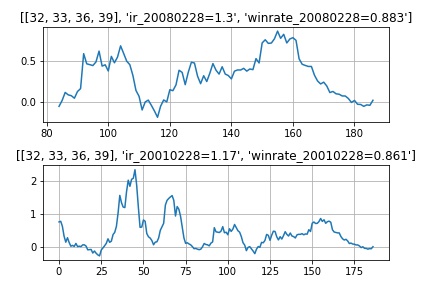 [[32, 33, 36, 39], 'ir_20080228=1.3', 'winrate_20080228=0.883']
0.5
0.0
80 100 120 140 160 180
[[32, 33, 36, 39], 'ir_20010228=1.17', 'winrate_20010228=0.861']
2
1
0
0 25 50 75 100 125 150 175